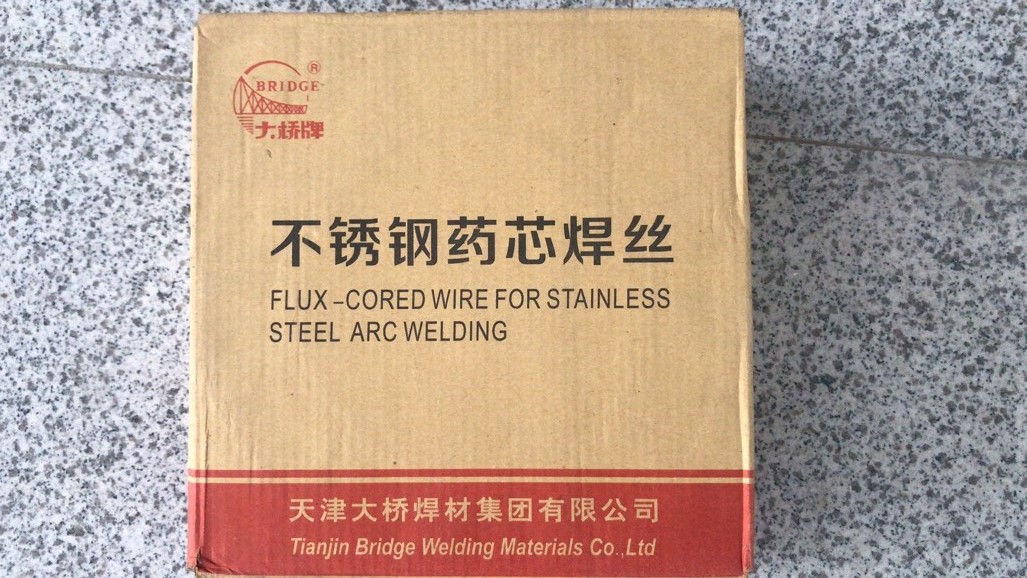 ®
BRIDGE
大桥牌
不锈钢药芯焊丝
FLUX-CORED WIRE FOR STAINLESS
STEEL ARC WELDING
天津大桥焊材集团有限公司
Tianjin Bridge Welding Materials Co.,Ltd